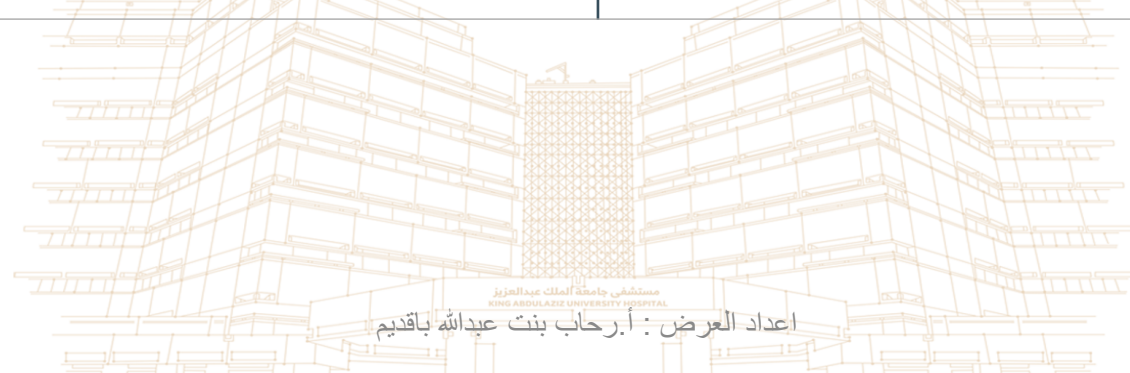 مستشفى جامعة الملك عبدالعزيز
KING ABDULAZIZ UNIVERSITY HOSPITAL
اعداد العرض : أ.رحاب بنت عبدالله باقديم